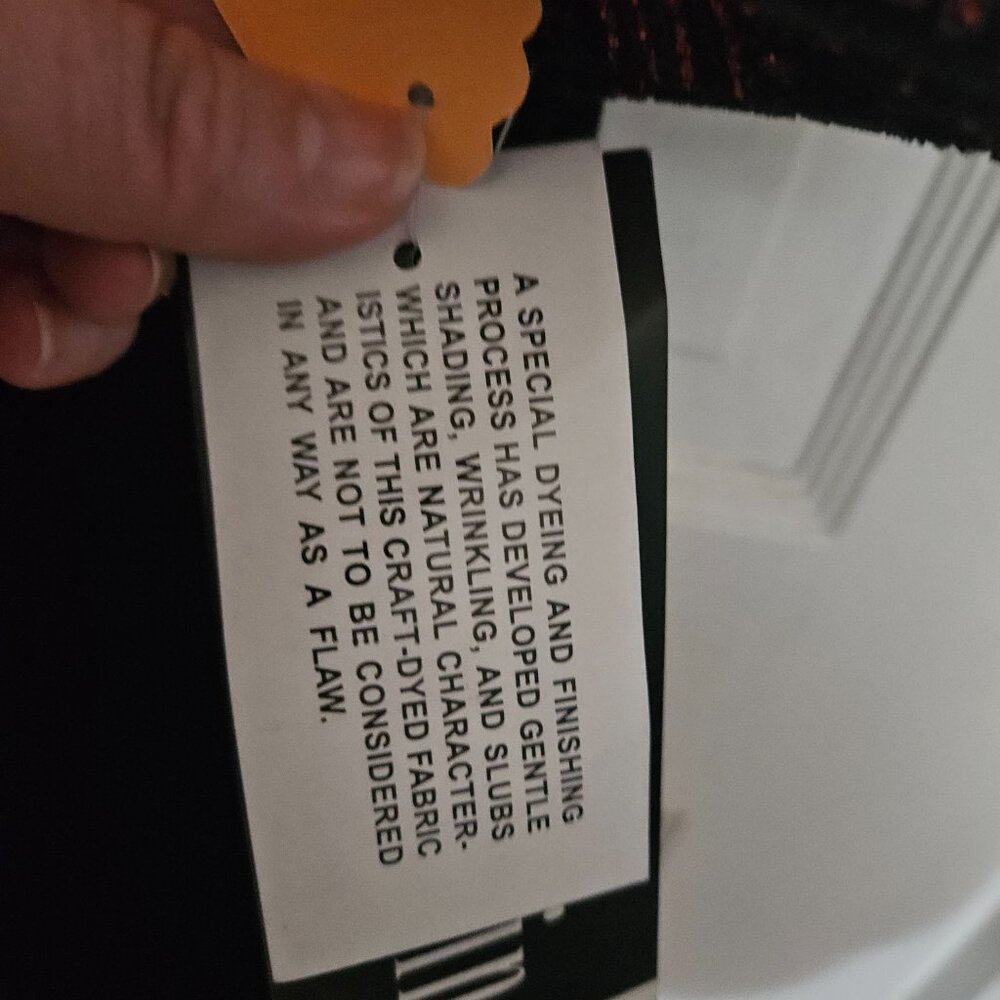 A SPECIAL DYEING AND FINISHING
PROCESS HAS DEVELOPED GENTLE
SHADING, WRINKLING, AND SLUBS
WHICH ARE NATURAL CHARACTER-
ISTICS OF THIS CRAFT-DYED FABRIC
AND ARE NOT TO BE CONSIDERED
IN ANY WAY AS A FLAW.